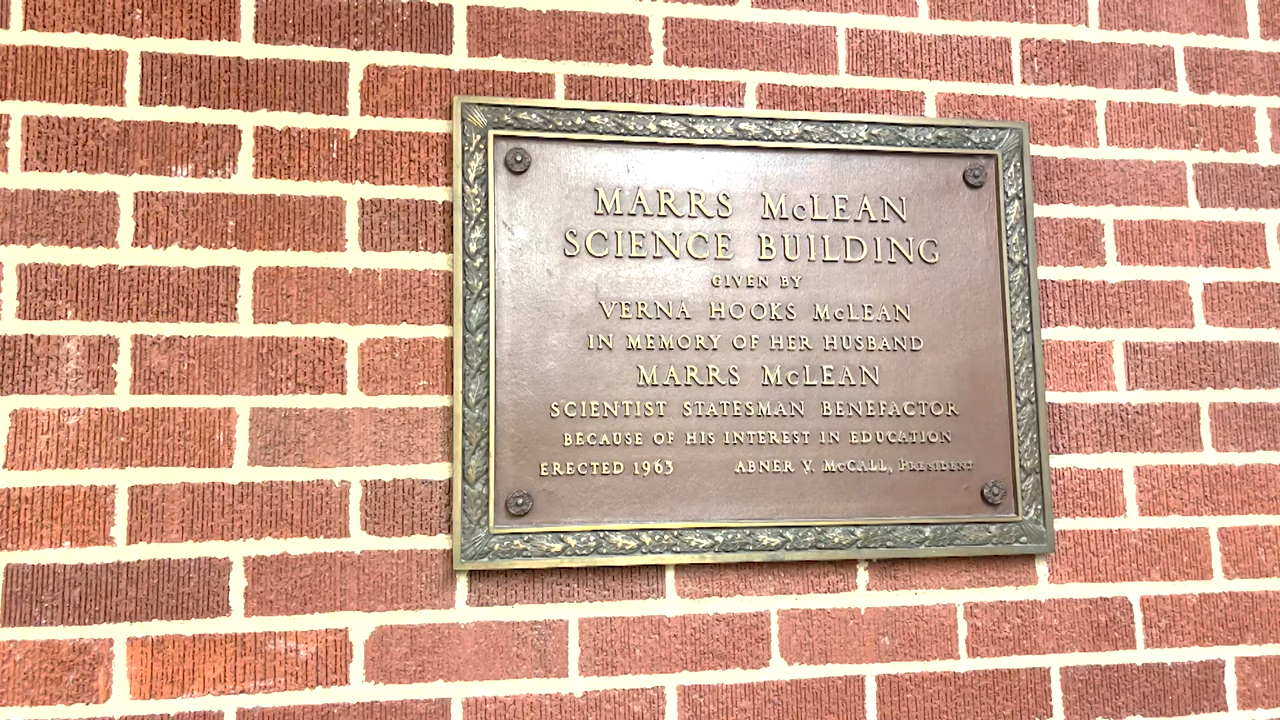 MARRS McLEAN
SCIENCE BUILDING
GIVEN BY
VERNA HOOKS McLEAN
IN MEMORY OF HER HUSBAND
MARRS McLEAN
SCIENTIST STATESMAN BENEFACTOR
BECAUSE OF HIS INTEREST IN EDUCATION
ERECTED 1963 ABNER V. McCALL, PRESIDENT